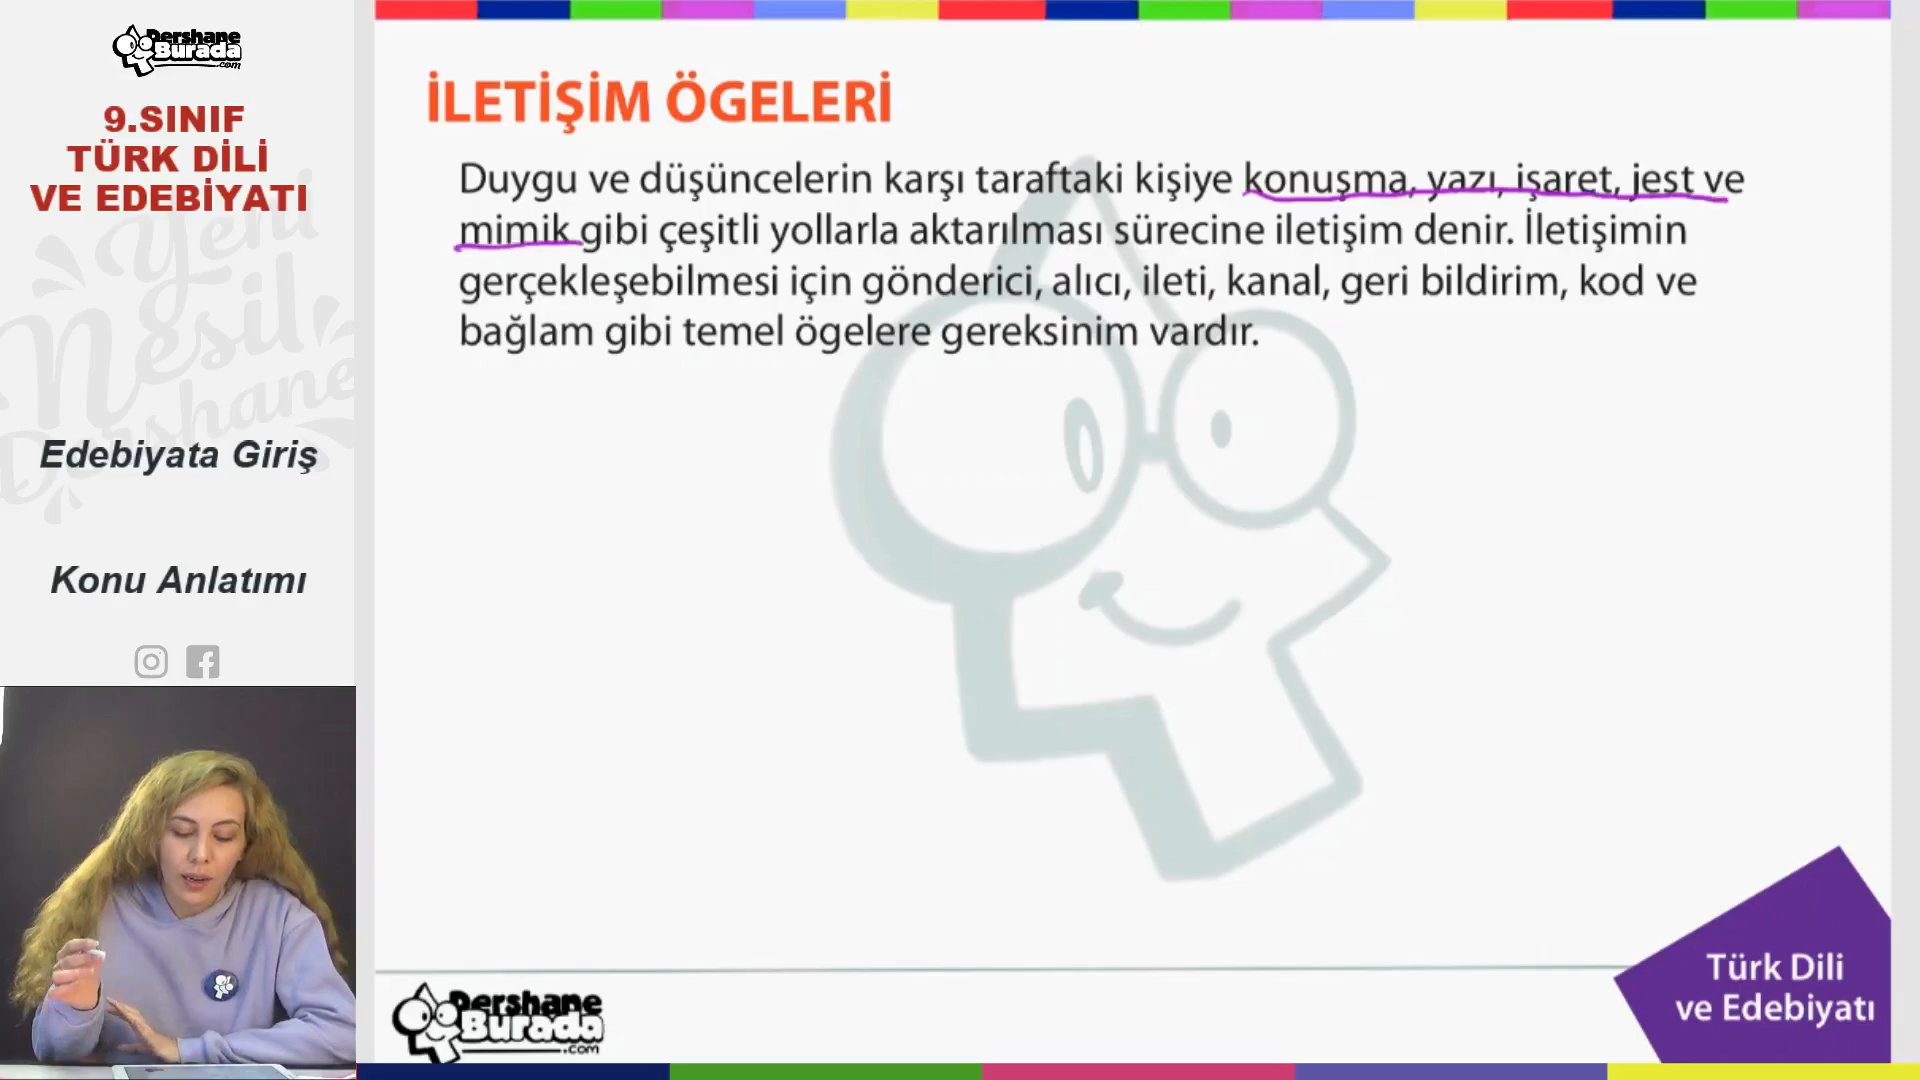 Dershane
Burada
.com
9.SINIF
TÜRK DİLİ
VE EDEBİYATI
Yeni
Nesil
Dershane
Edebiyata Giriş
Konu Anlatımı
İLETİŞİM ÖGELERİ
Duygu ve düşüncelerin karşı taraftaki kişiye konuşma, yazı, işaret, jest ve
mimik gibi çeşitli yollarla aktarılması sürecine iletişim denir. İletişimin
gerçekleşebilmesi için gönderici, alıcı, ileti, kanal, geri bildirim, kod ve
bağlam gibi temel ögelere gereksinim vardır.
Dershane
Burada
.com
Türk Dili
ve Edebiyatı